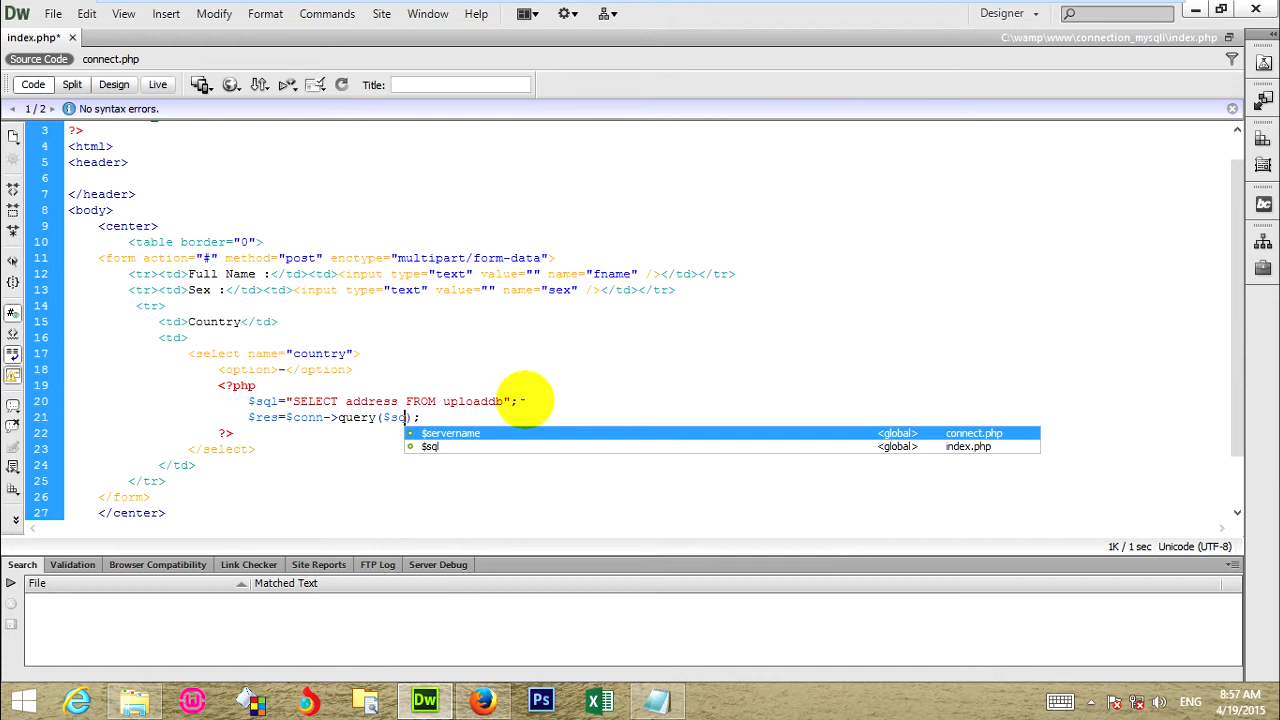 Dw File Edit View Insert Modify Format Commands Site Window Help Designer
index.php* C:\wamp\www\connection_mysqli\index.php
Source Code connect.php
Code Split Design Live Title:
1 / 2 No syntax errors.
3 ?>
4 <html>
5 <header>
6
7 </header>
8 <body>
9 <center>
10 <table border="0">
11 <form action="#" method="post" enctype="multipart/form-data">
12 <tr><td>Full Name :</td><td><input type="text" value="" name="fname" /></td></tr>
13 <tr><td>Sex :</td><td><input type="text" value="" name="sex" /></td></tr>
14 <tr>
15 <td>Country</td>
16 <td>
17 <select name="country">
18 <option>-</option>
19 <?php
20 $sql="SELECT address FROM uploaddb";
21 $res=$conn->query($sq);
22 ?>
$servername <global> connect.php
23 </select>
$sql <global> index.php
24 </td>
25 </tr>
26 </form>
27 </center>
1K / 1 sec Unicode (UTF-8)
Search Validation Browser Compatibility Link Checker Site Reports FTP Log Server Debug
File Matched Text
Dw Ps ENG 8:57 AM
4/19/2015